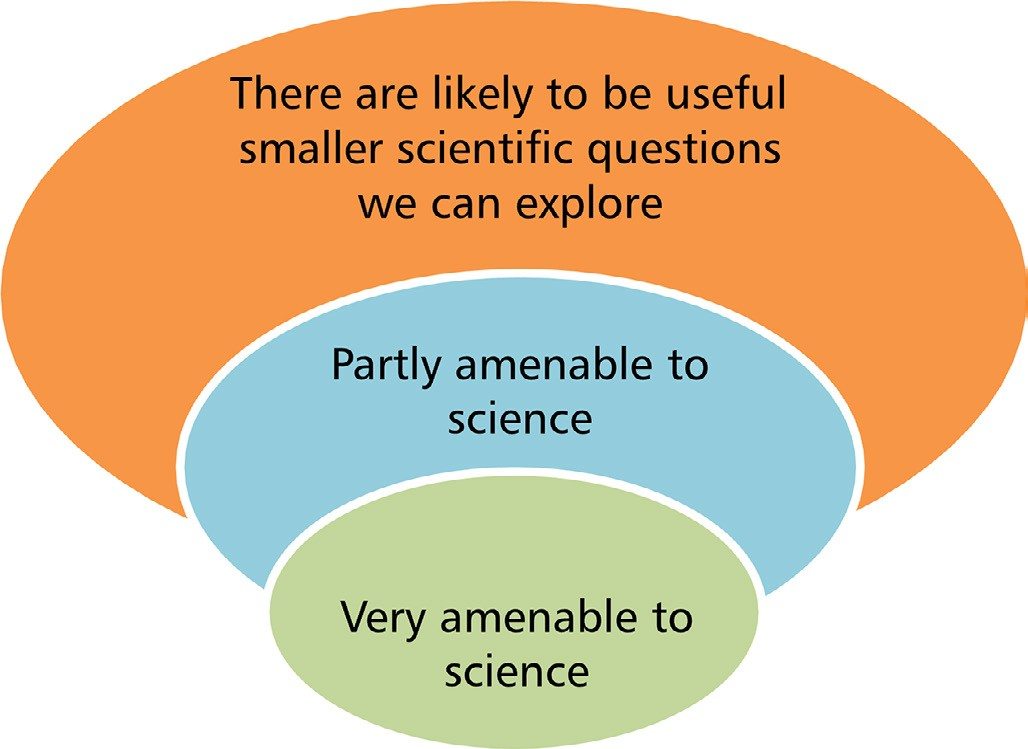 There are likely to be useful
smaller scientific questions
we can explore
Partly amenable to
science
Very amenable to
science